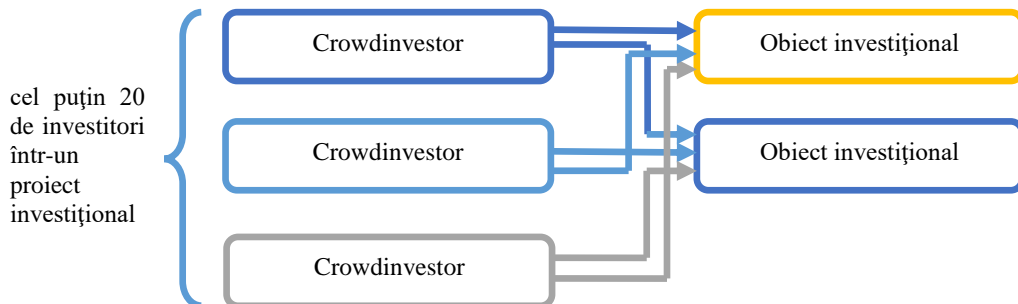 cel puţin 20
de investitori
într-un
proiect
investiţional
Crowdinvestor
Crowdinvestor
Crowdinvestor
Obiect investiţional
Obiect investiţional